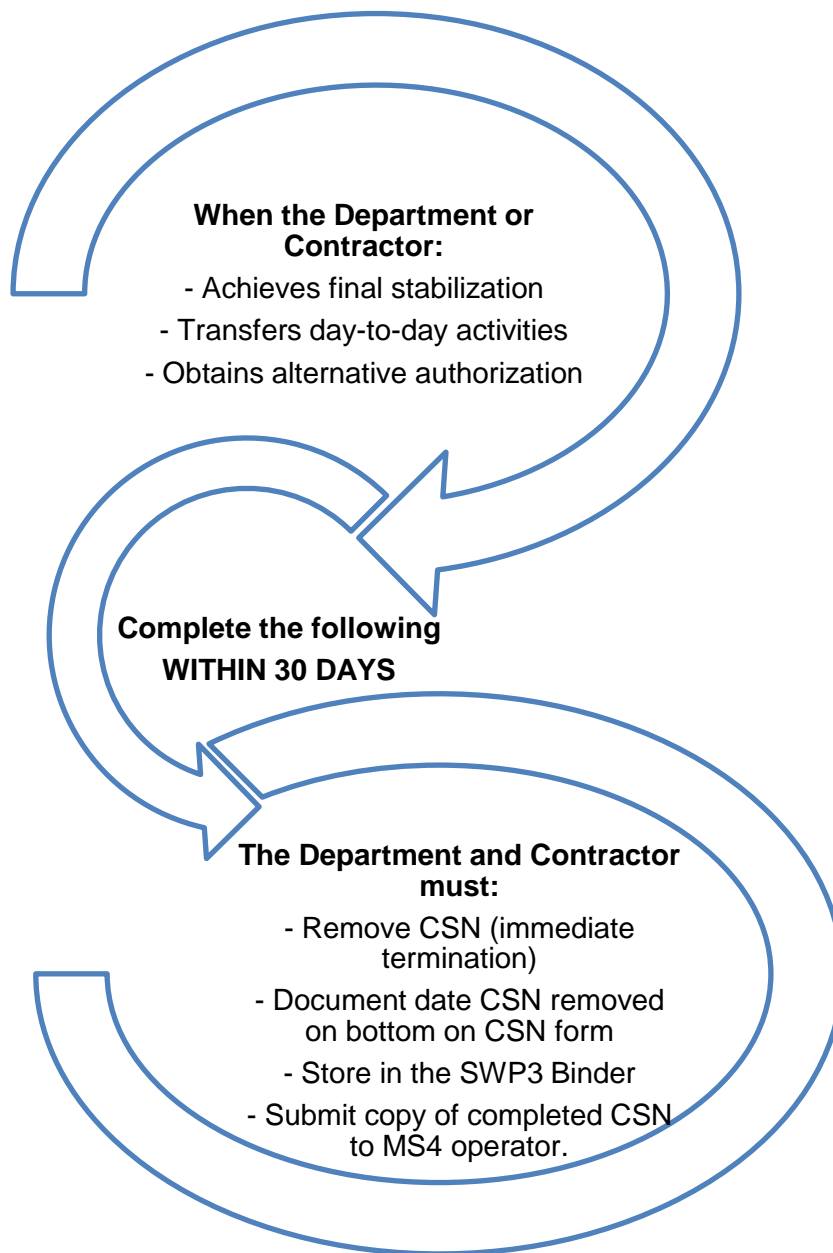 When the Department or
Contractor:
- Achieves final stabilization
- Transfers day-to-day activities
- Obtains alternative authorization
Complete the following
WITHIN 30 DAYS
The Department and Contractor
must:
- Remove CSN (immediate
termination)
- Document date CSN removed
on bottom on CSN form
- Store in the SWP3 Binder
- Submit copy of completed CSN
to MS4 operator.